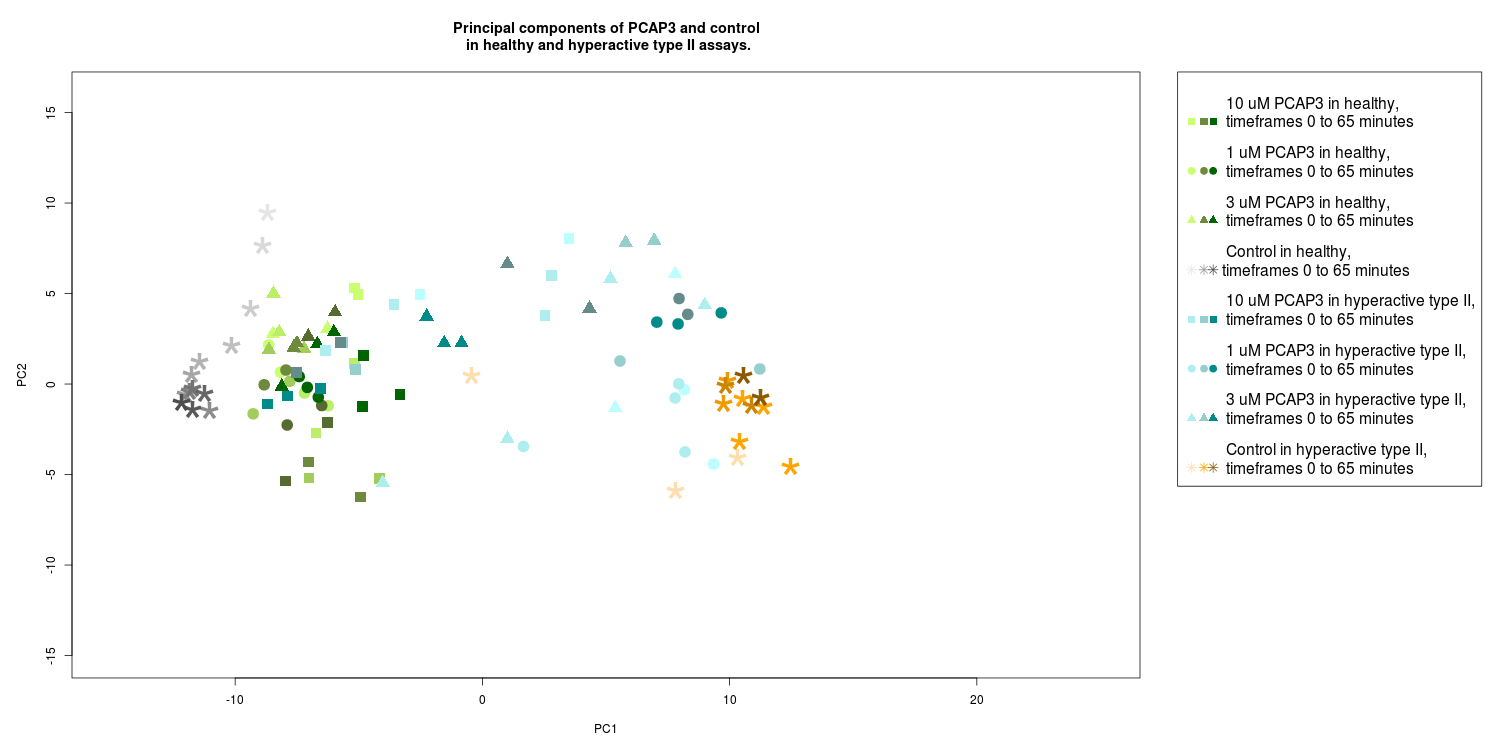 Principal components of PCAP3 and control
in healthy and hyperactive type II assays.
15
10
5
0
-5
-10
-15
PC2
-10
0
10
20
PC1
10 uM PCAP3 in healthy,
timeframes 0 to 65 minutes
1 uM PCAP3 in healthy,
timeframes 0 to 65 minutes
3 uM PCAP3 in healthy,
timeframes 0 to 65 minutes
Control in healthy,
timeframes 0 to 65 minutes
10 uM PCAP3 in hyperactive type II,
timeframes 0 to 65 minutes
1 uM PCAP3 in hyperactive type II,
timeframes 0 to 65 minutes
3 uM PCAP3 in hyperactive type II,
timeframes 0 to 65 minutes
Control in hyperactive type II,
timeframes 0 to 65 minutes